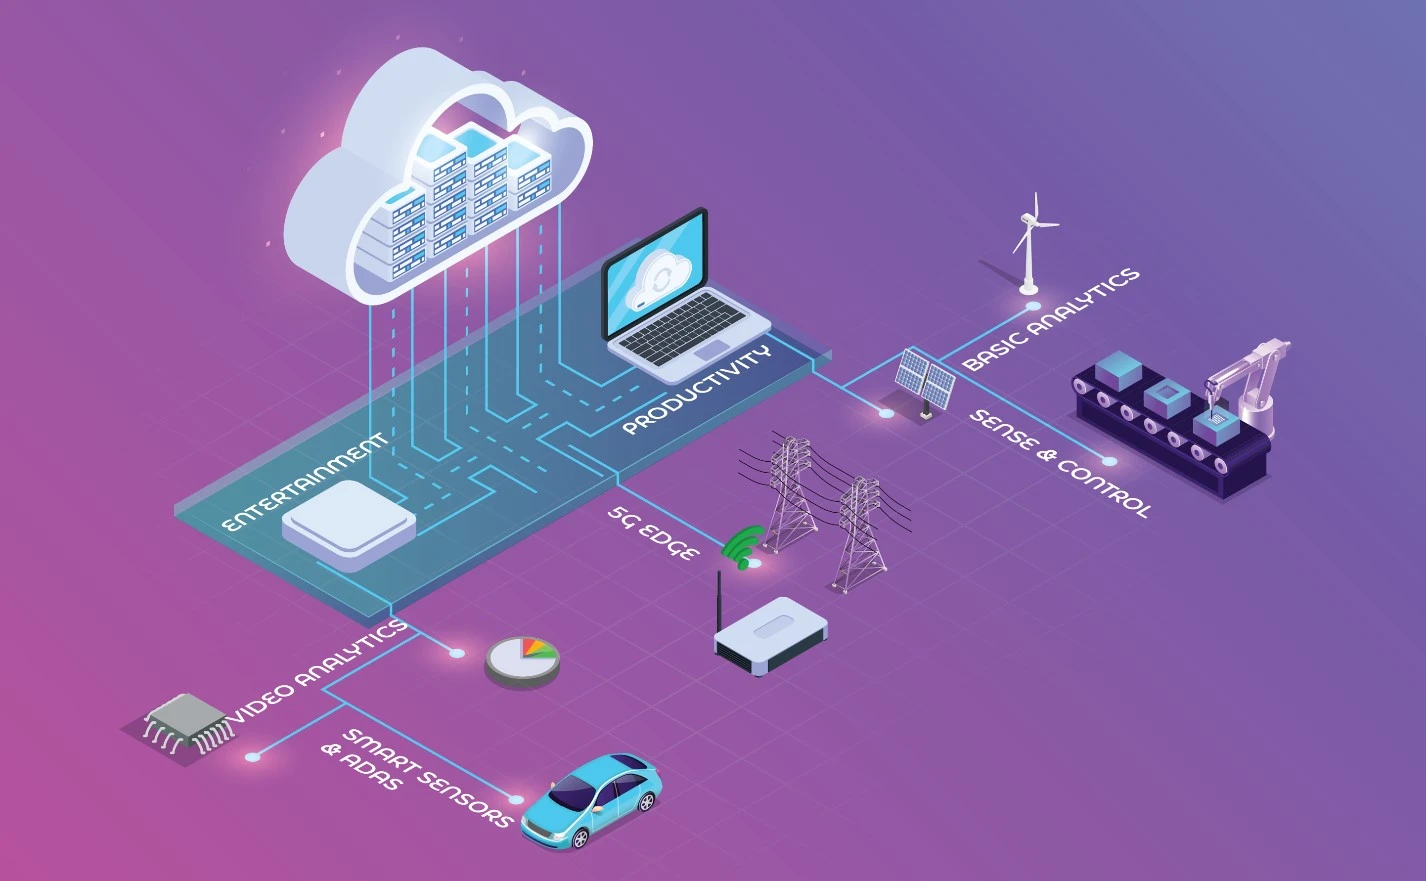 BASIC ANALYTICS
PRODUCTIVITY
SENSE & CONTROL
ENTERTAINMENT
5G EDGE
VIDEO ANALYTICS
SMART SENSORS
& ADAS